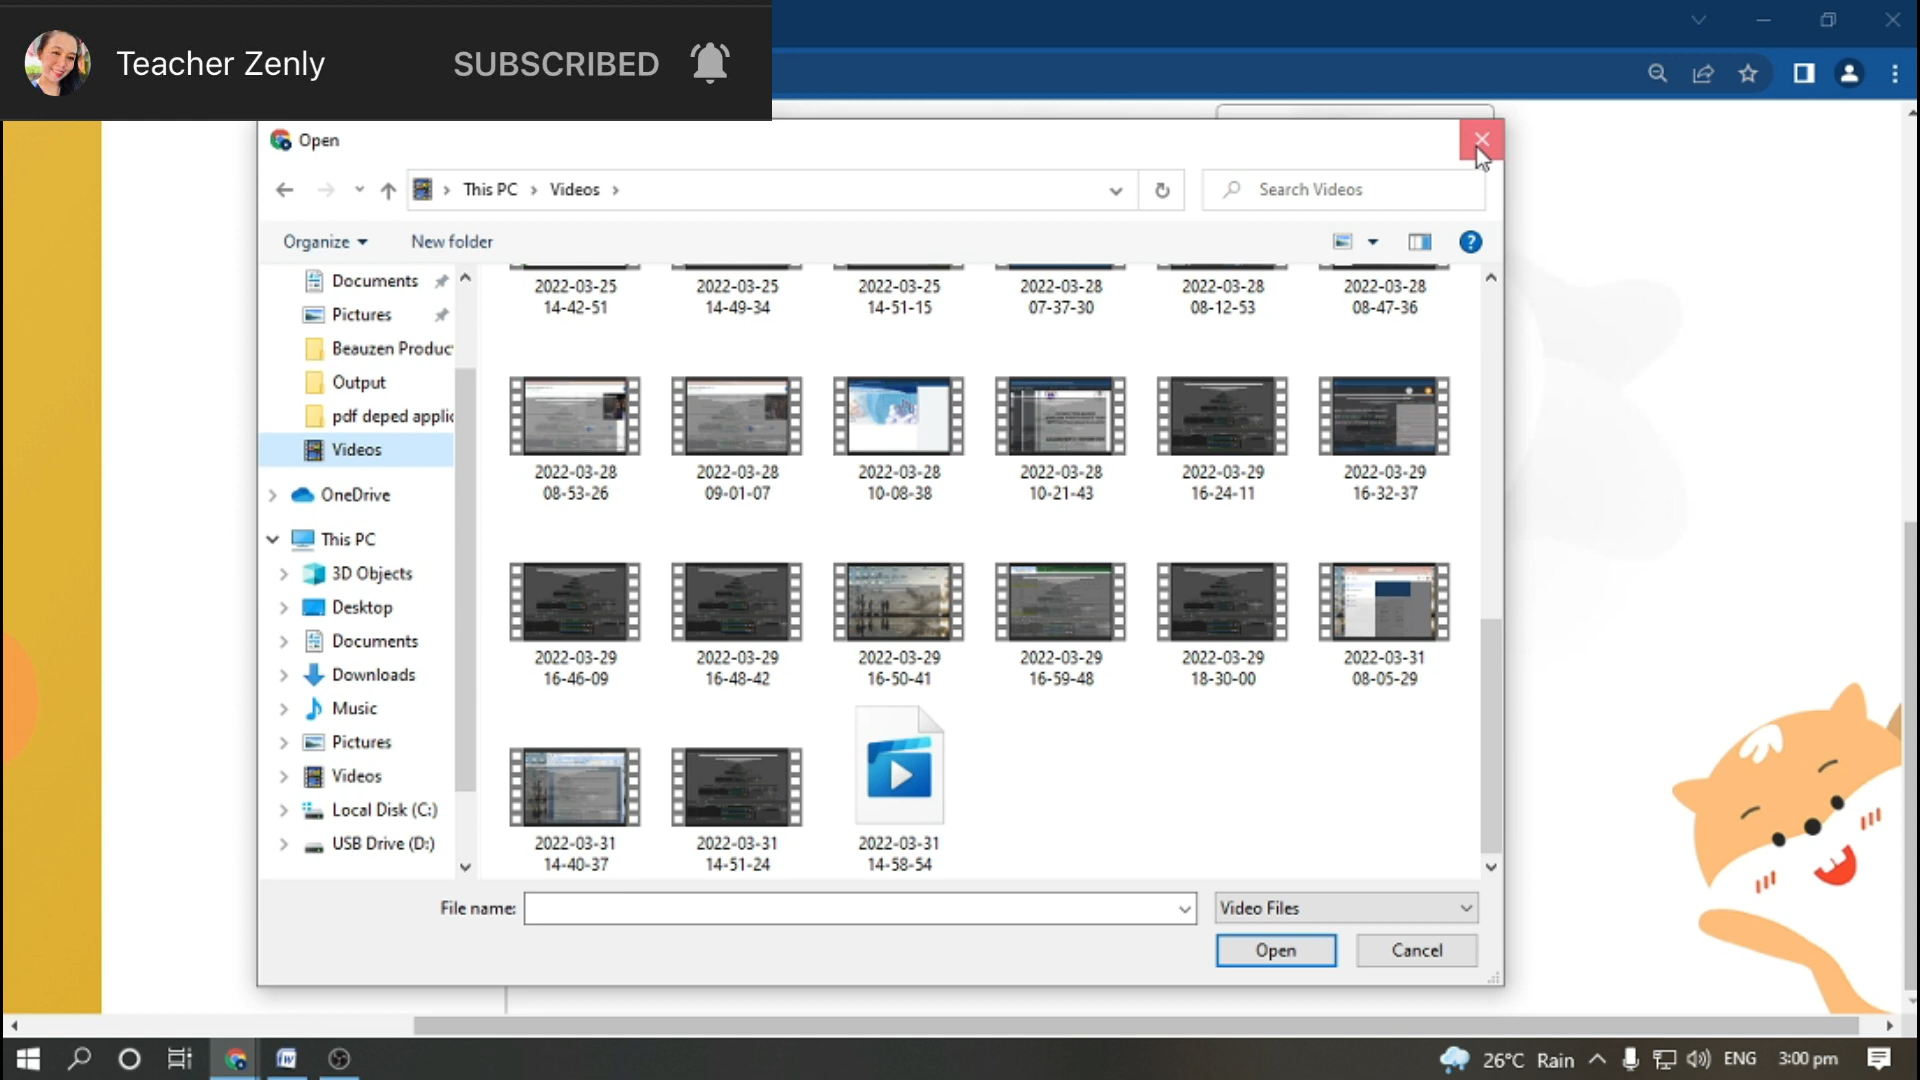 Teacher Zenly
SUBSCRIBED
Open
This PC
Videos
Search Videos
Organize
New folder
Documents
Pictures
Beauzen Produc
Output
pdf deped applic
Videos
OneDrive
This PC
3D Objects
Desktop
Documents
Downloads
Music
Pictures
Videos
Local Disk (C:)
USB Drive (D:)
2022-03-25
14-42-51
2022-03-25
14-49-34
2022-03-25
14-51-15
2022-03-28
07-37-30
2022-03-28
08-12-53
2022-03-28
08-47-36
2022-03-28
08-53-26
2022-03-28
09-01-07
2022-03-28
10-08-38
2022-03-28
10-21-43
2022-03-29
16-24-11
2022-03-29
16-32-37
2022-03-29
16-46-09
2022-03-29
16-48-42
2022-03-29
16-50-41
2022-03-29
16-59-48
2022-03-29
18-30-00
2022-03-31
08-05-29
2022-03-31
14-40-37
2022-03-31
14-51-24
2022-03-31
14-58-54
File name:
Video Files
Open
Cancel
26°C Rain
ENG
3:00 pm